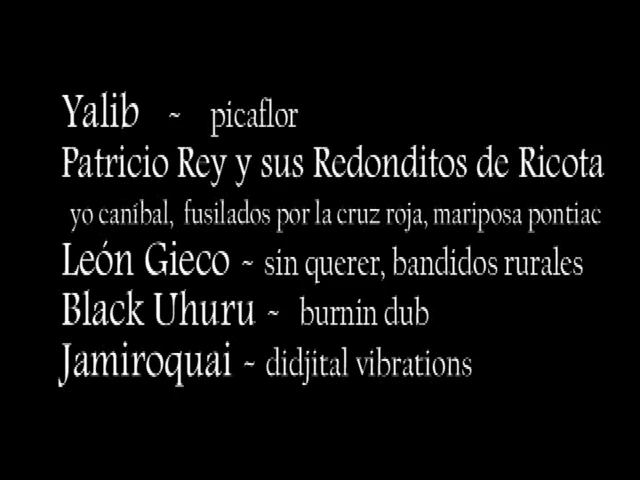 Yalib ~ picaflor
Patricio Rey y sus Redonditos de Ricota
yo caníbal, fusilados por la cruz roja, mariposa pontiac
León Gieco ~ sin querer, bandidos rurales
Black Uhuru ~ burnin dub
Jamiroquai ~ didjital vibrations